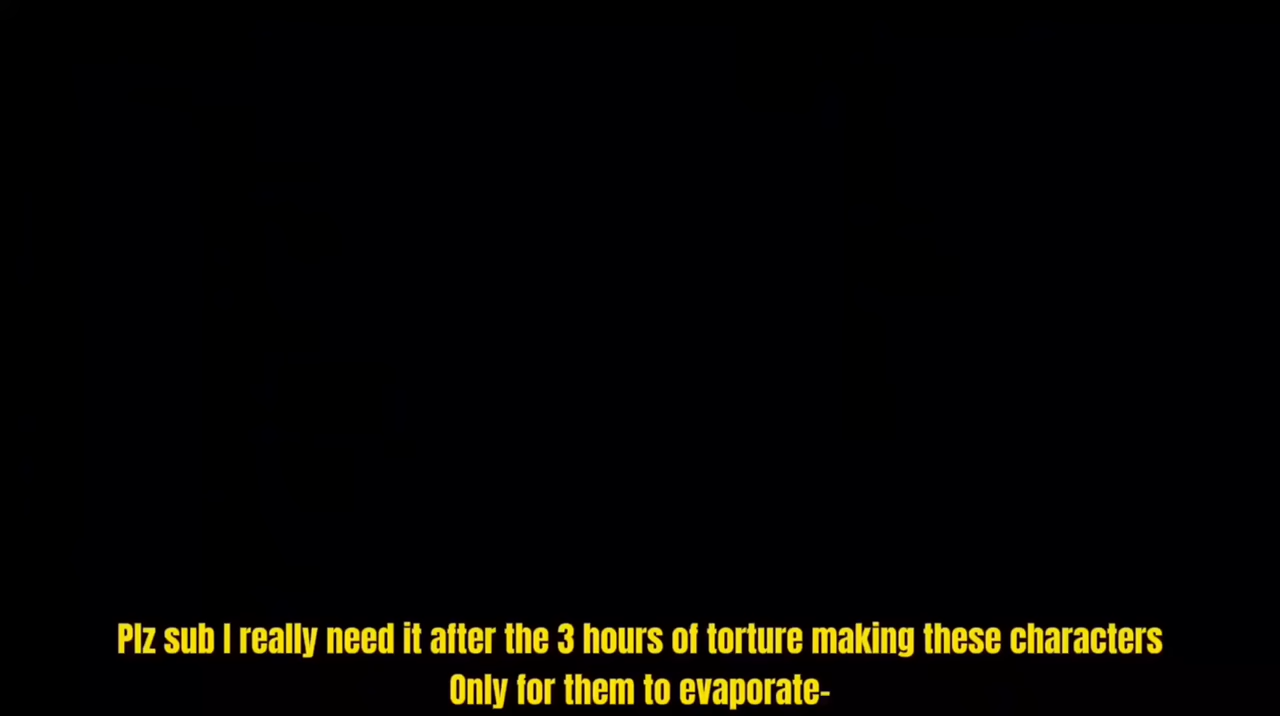 Plz sub I really need it after the 3 hours of torture making these characters
Only for them to evaporate-